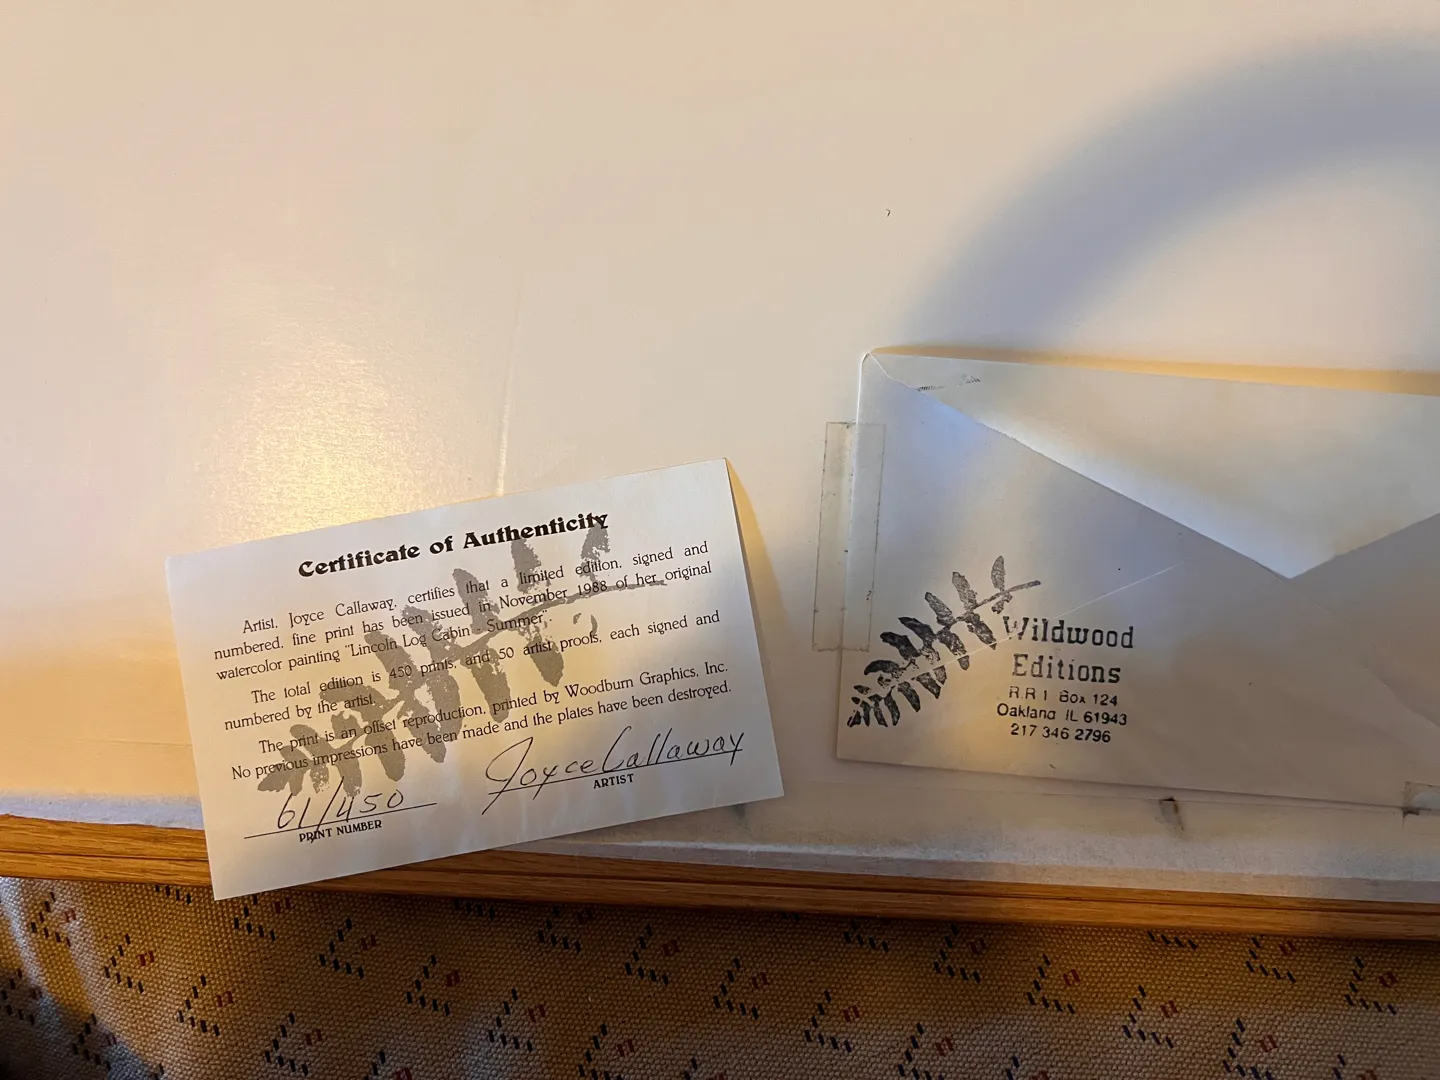 Certificate of Authenticity
Artist, Joyce Callaway, certifies that a limited edition, signed and
numbered, fine print has been issued in November 1988 of her original
watercolor painting "Lincoln Log Cabin - Summer".
The total edition is 450 prints, and 50 artist proofs, each signed and
numbered by the artist.
The print is an offset reproduction, printed by Woodburn Graphics, Inc.
No previous impressions have been made and the plates have been destroyed.
61/450
PRINT NUMBER
Joyce Callaway
ARTIST
Wildwood
Editions
R R 1 Box 124
Oakland IL 61943
217 346 2796